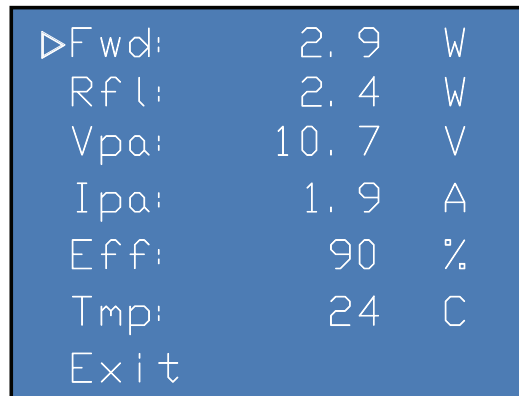 Fwd: 2.9 W
Rfl: 2.4 W
Vpa: 10.7 V
Ipa: 1.9 A
Eff: 90 %
Tmp: 24 C
Exit